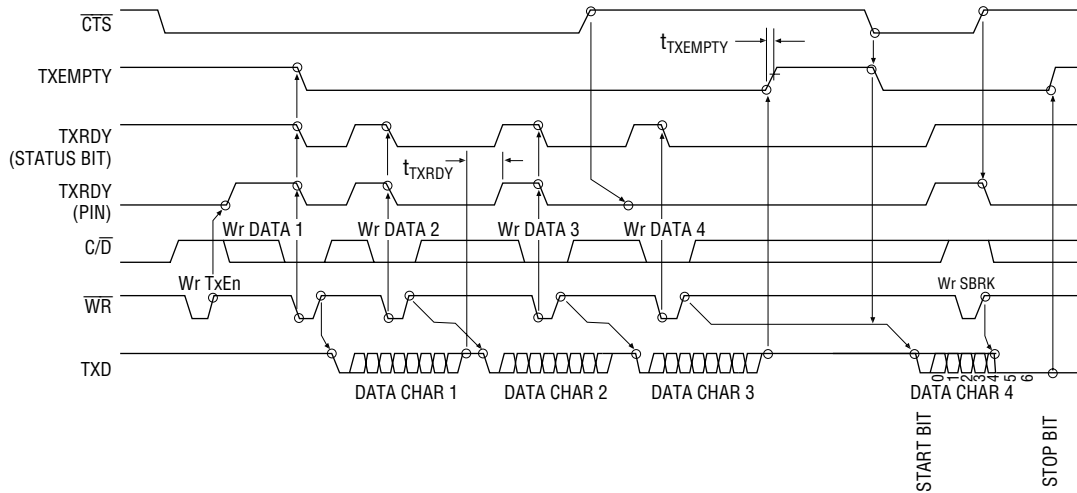 CTS
tTXEMPTY
TXEMPTY
TXRDY
(STATUS BIT)
tTXRDY
TXRDY
(PIN)
Wr DATA 1
Wr DATA 2
Wr DATA 3
Wr DATA 4
C/D
Wr TxEn
Wr SBRK
WR
TXD
0
1
2
3
4
5
6
DATA CHAR 1
DATA CHAR 2
DATA CHAR 3
DATA CHAR 4
START BIT
STOP BIT